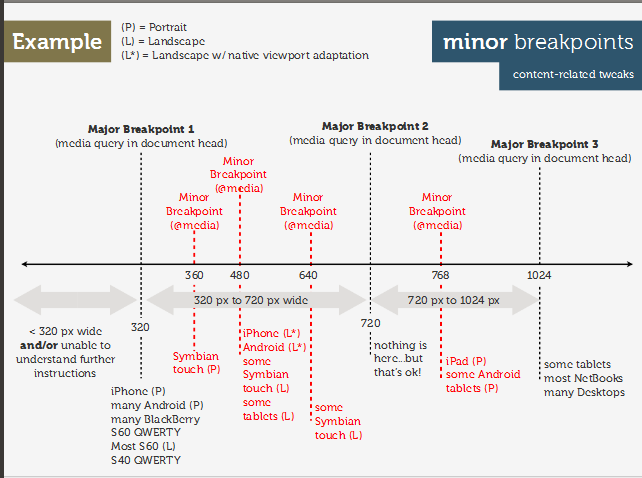 Example
(P) = Portrait
(L) = Landscape
(L*) = Landscape w/ native viewport adaptation
minor breakpoints
content-related tweaks
Major Breakpoint 1
(media query in document head)
Major Breakpoint 2
(media query in document head)
Major Breakpoint 3
(media query in document head)
Minor
Breakpoint
(@media)
Minor
Breakpoint
(@media)
Minor
Breakpoint
(@media)
Minor
Breakpoint
(@media)
360
480
640
768
1024
320 px to 720 px wide
720 px to 1024 px
< 320 px wide
and/or unable to
understand further
instructions
320
iPhone (P)
many Android (P)
many BlackBerry
S60 QWERTY
Most S60 (L)
S40 QWERTY
Symbian
touch (P)
iPhone (L*)
Android (L*)
some
Symbian
touch (L)
some
tablets (L)
some
Symbian
touch (L)
720
nothing is
here...but
that's ok!
iPad (P)
some Android
tablets (P)
some tablets
most NetBooks
many Desktops